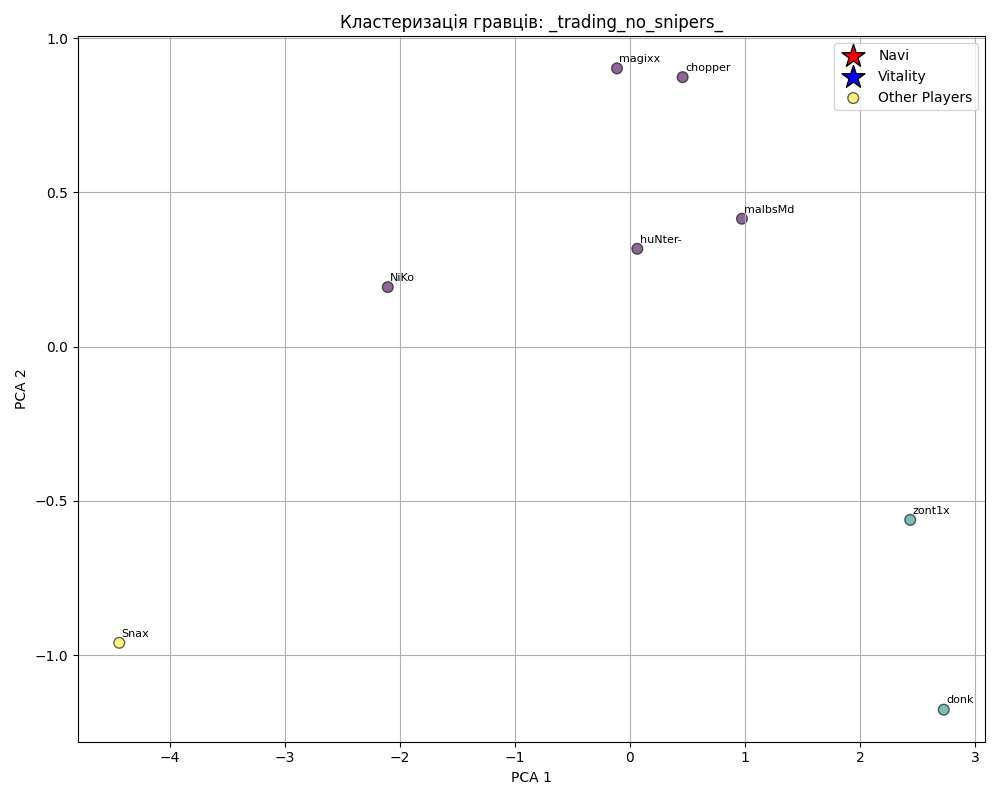 Кластеризація гравців: _trading_no_snipers_
Navi
Vitality
Other Players
magixx
chopper
malbsMd
huNter-
NiKo
zont1x
Snax
donk
1.0
0.5
0.0
−0.5
−1.0
PCA 2
−4
−3
−2
−1
0
1
2
3
PCA 1